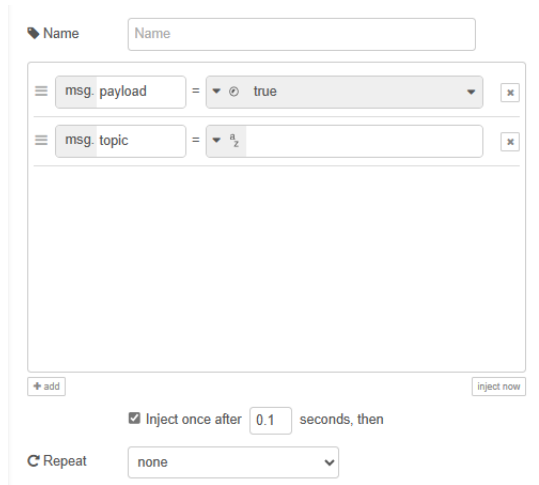 Name Name
msg. payload = true
msg. topic = a z
add inject now
Inject once after 0.1 seconds, then
Repeat none